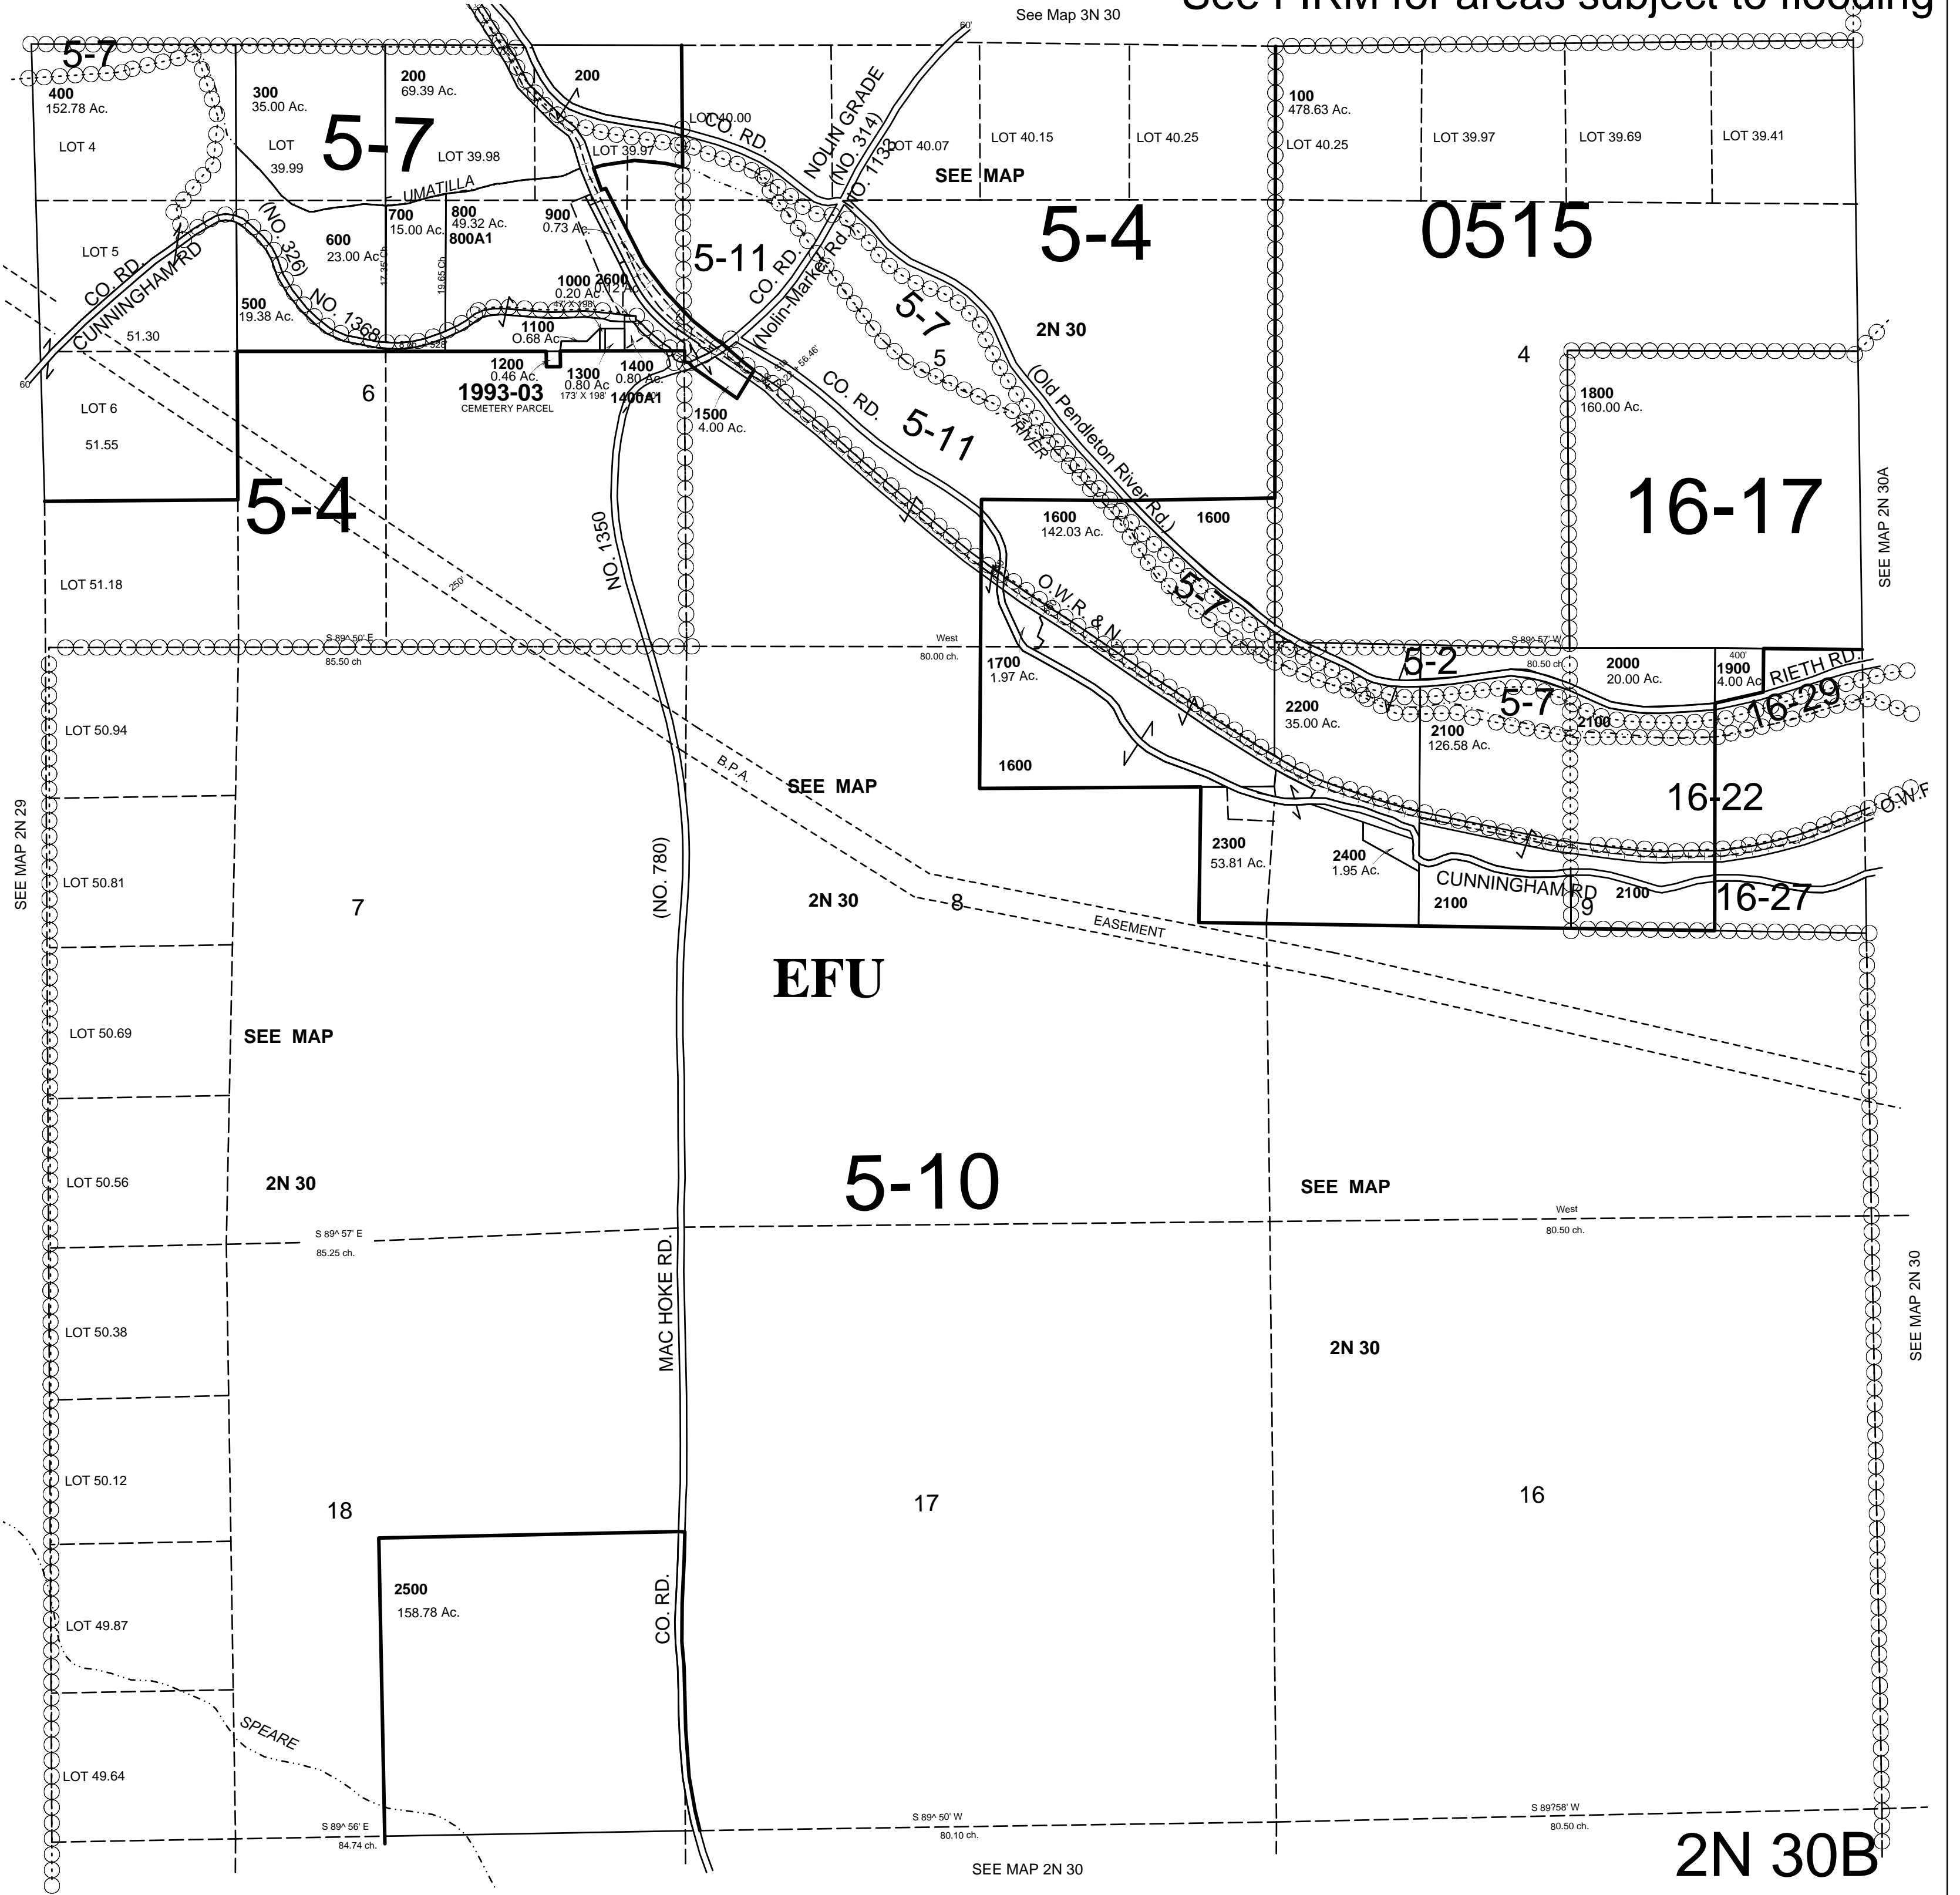 See FIRM for areas subject to flooding
See Map 3N 30
60'
5-7
400
152.78 Ac.
LOT 4
300
35.00 Ac.
LOT
39.99
200
69.39 Ac.
5-7
LOT 39.98
200
LOT 39.97
LOT 40.00
CO. RD.
NOLIN GRADE
(NO. 314)
NO. 1133
LOT 40.07
LOT 40.15
LOT 40.25
SEE MAP
100
478.63 Ac.
LOT 40.25
LOT 39.97
LOT 39.69
LOT 39.41
UMATILLA
LOT 5
CO. RD.
CUNNINGHAM RD
51.30
60'
(NO. 326)
NO. 1368
600
23.00 Ac
500
19.38 Ac.
700
15.00 Ac.
17.35 Ch
800
49.32 Ac.
800A1
19.65 Ch
900
0.73 Ac
1000
0.20 Ac
47' X 198'
2600
0.12 Ac
1100
O.68 Ac
1200
0.46 Ac.
1300
0.80 Ac
173' X 198'
1400
0.80 Ac.
1400A1
1993-03
CEMETERY PARCEL
1500
4.00 Ac.
5-11
CO. RD.
(Nolin-Marker Rd.)
5-4
0515
2N 30
5-7
5
4
CO. RD.
5-11
RIVER
(Old Pendleton River Rd.)
1800
160.00 Ac.
16-17
SEE MAP 2N 30A
LOT 6
51.55
6
5-4
250'
NO. 1350
LOT 51.18
1600
142.03 Ac.
1600
O.W.R. & N.
5-7
S 89^ 50' E
85.50 ch
West
80.00 ch.
S 89^ 57' W
80.50 ch
1700
1.97 Ac.
5-2
2000
20.00 Ac.
400'
1900
4.00 Ac
RIETH RD.
16-29
2200
35.00 Ac.
5-7
2100
2100
126.58 Ac.
LOT 50.94
B.P.A.
SEE MAP
1600
16-22
O.W.R
SEE MAP 2N 29
LOT 50.81
(NO. 780)
2300
53.81 Ac.
2400
1.95 Ac.
CUNNINGHAM RD
2100
2100
9
16-27
7
2N 30
8
EASEMENT
EFU
LOT 50.69
SEE MAP
LOT 50.56
2N 30
5-10
SEE MAP
S 89^ 57' E
85.25 ch.
West
80.50 ch.
LOT 50.38
MAC HOKE RD.
2N 30
SEE MAP 2N 30
LOT 50.12
18
17
16
2500
158.78 Ac.
CO. RD.
LOT 49.87
SPEARE
LOT 49.64
S 89^ 56' E
84.74 ch.
S 89^ 50' W
80.10 ch.
S 89?58' W
80.50 ch.
SEE MAP 2N 30
2N 30B